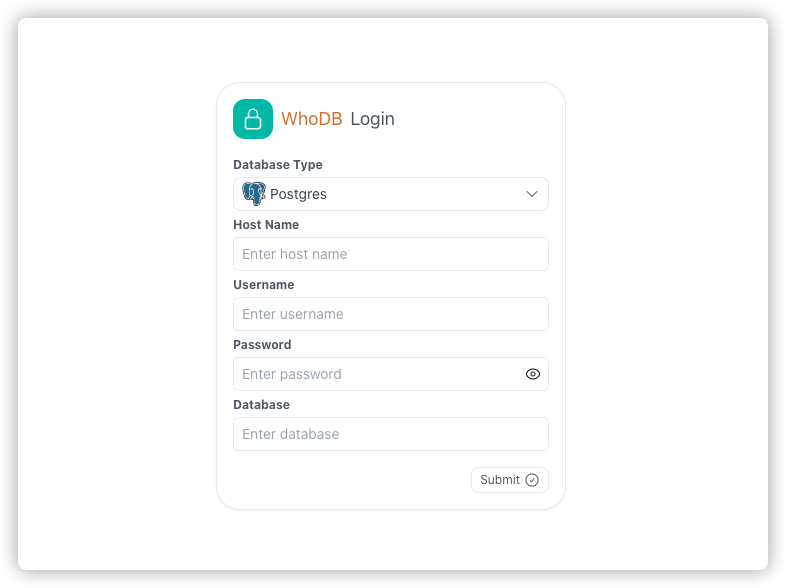 WhoDB Login
Database Type
Postgres
Host Name
Enter host name
Username
Enter username
Password
Enter password
Database
Enter database
Submit